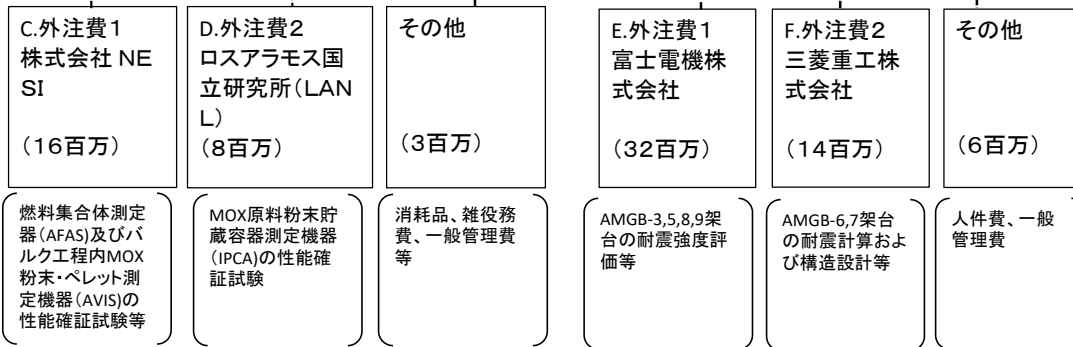 C.外注費1
株式会社 NE
SI
(16百万)
D.外注費2
ロスアラモス国
立研究所(LAN
L)
(8百万)
その他
(3百万)
E.外注費1
富士電機株
式会社
(32百万)
F.外注費2
三菱重工株
式会社
(14百万)
その他
(6百万)
燃料集合体測定
器(AFAS)及びバ
ルク工程内MOX
粉末・ペレット測
定機器(AVIS)の
性能確証試験等
MOX原料粉末貯
蔵容器測定機器
(IPCA)の性能確
証試験
消耗品、雑役務
費、一般管理費
等
AMGB-3,5,8,9架
台の耐震強度評
価等
AMGB-6,7架台
の耐震計算およ
び構造設計等
人件費、一般
管理費